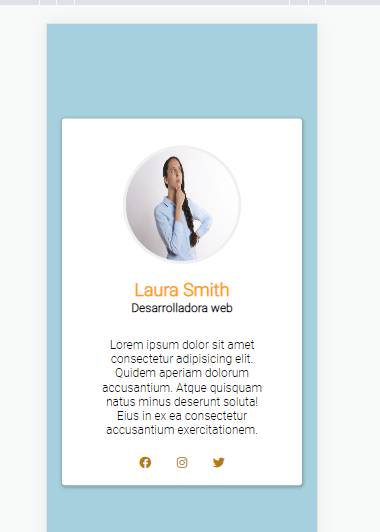 Laura Smith
Desarrolladora web
Lorem ipsum dolor sit amet
consectetur adipisicing elit.
Quidem aperiam dolorum
accusantium. Atque quisquam
natus minus deserunt soluta!
Eius in ex ea consectetur
accusantium exercitationem.